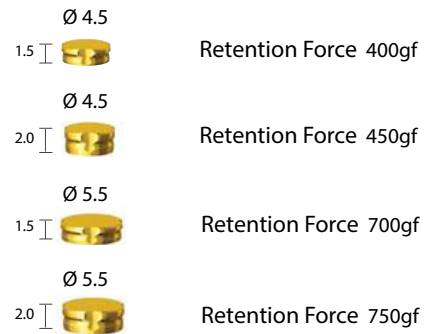 Ø 4.5
1.5 Retention Force 400gf
Ø 4.5
2.0 Retention Force 450gf
Ø 5.5
1.5 Retention Force 700gf
Ø 5.5
2.0 Retention Force 750gf